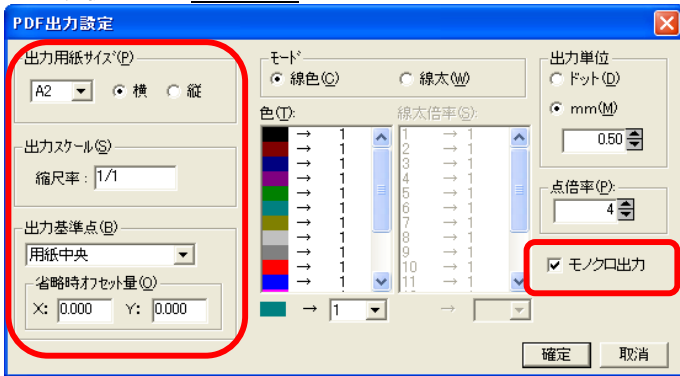 PDF出力設定
出力用紙サイズ(P)
A2 横 縦
出力スケール(S)
縮尺率: 1/1
出力基準点(B)
用紙中央
省略時オフセット量(O)
X: 0.000 Y: 0.000
モード
線色(C) 線太(W)
色(T):
→ 1
→ 1
→ 1
→ 1
→ 1
→ 1
→ 1
→ 1
→ 1
→ 1
→ 1
→ 1
線太倍率(S):
1 → 1
2 → 1
3 → 1
4 → 1
5 → 1
6 → 1
7 → 1
8 → 1
9 → 1
10 → 1
11 → 1
→
出力単位
ドット(D)
mm(M)
0.50
点倍率(P):
4
モノクロ出力
確定 取消